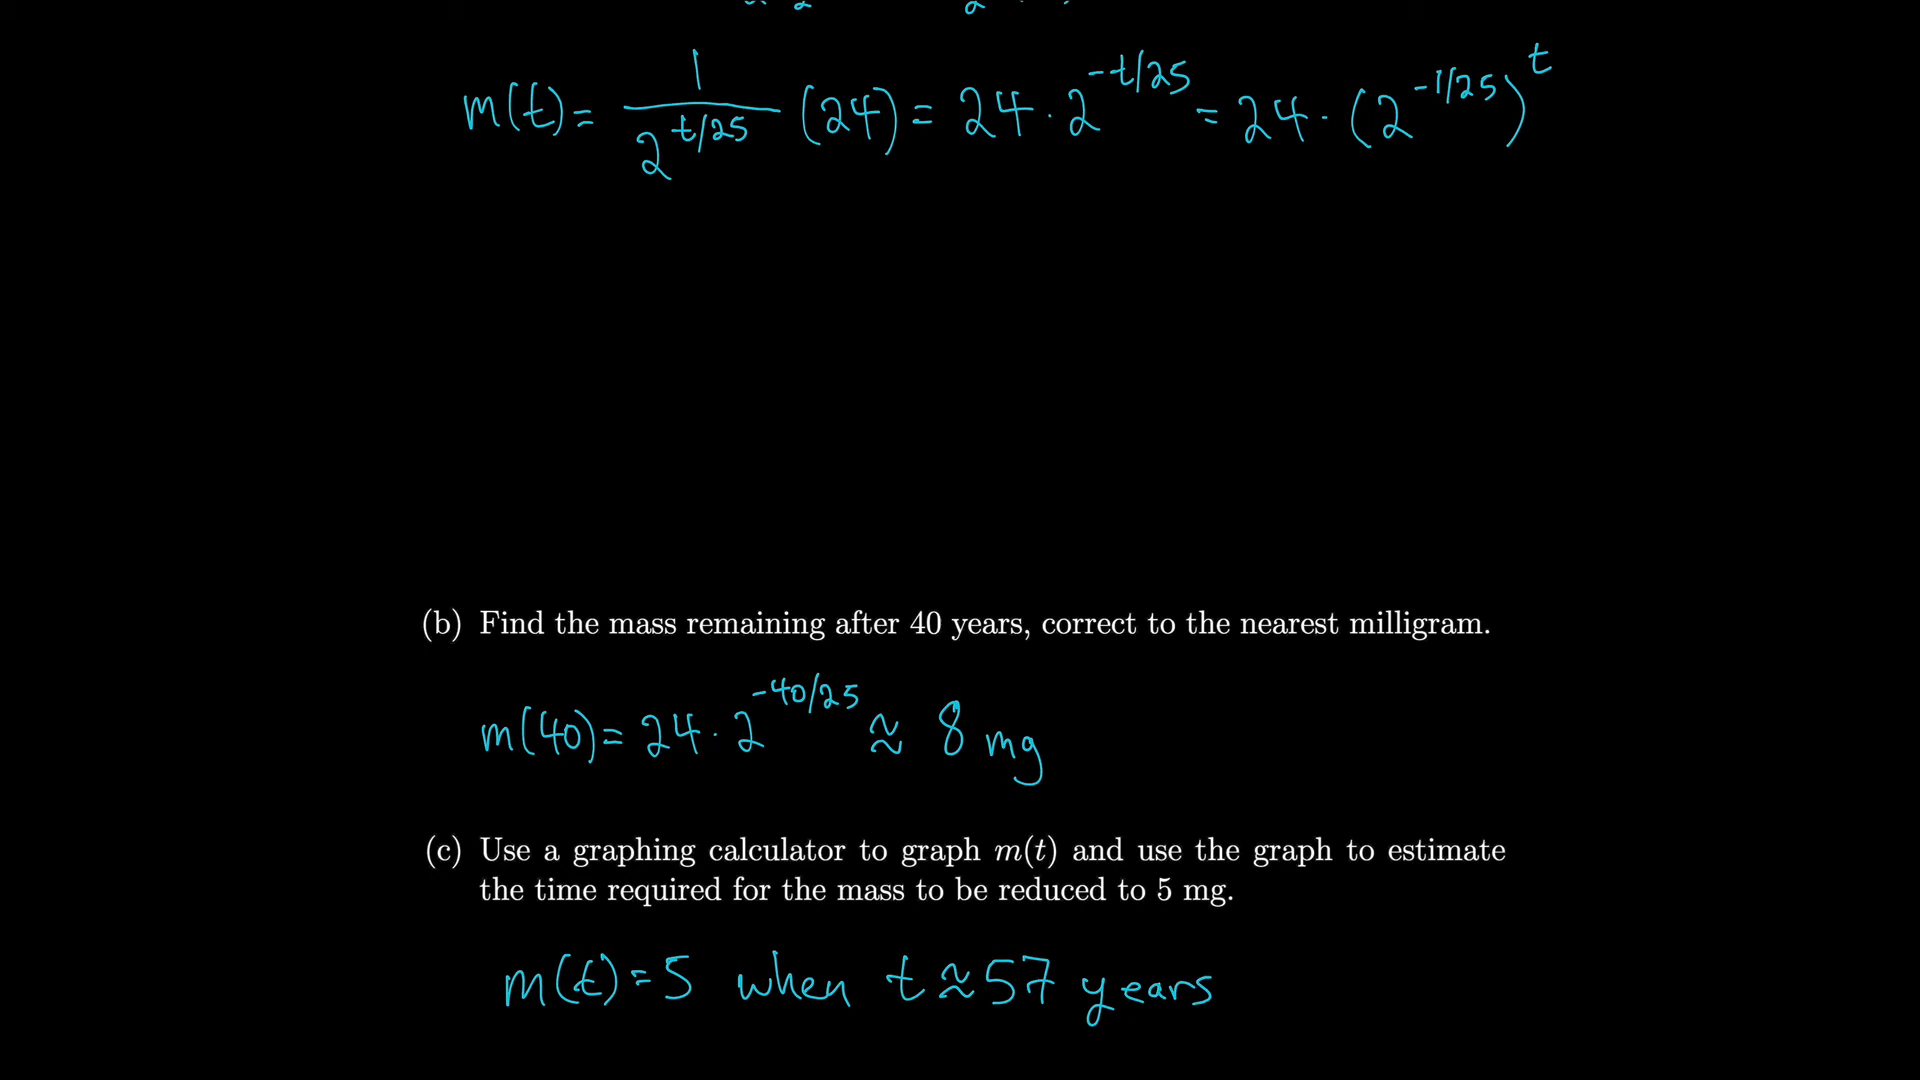 m(t) = 1/2^(t/25) (24) = 24 · 2^(-t/25) = 24 · (2^(-1/25))^t
(b) Find the mass remaining after 40 years, correct to the nearest milligram.
m(40) = 24 · 2^(-40/25) ≈ 8 mg
(c) Use a graphing calculator to graph m(t) and use the graph to estimate
the time required for the mass to be reduced to 5 mg.
m(t) = 5 when t ≈ 57 years